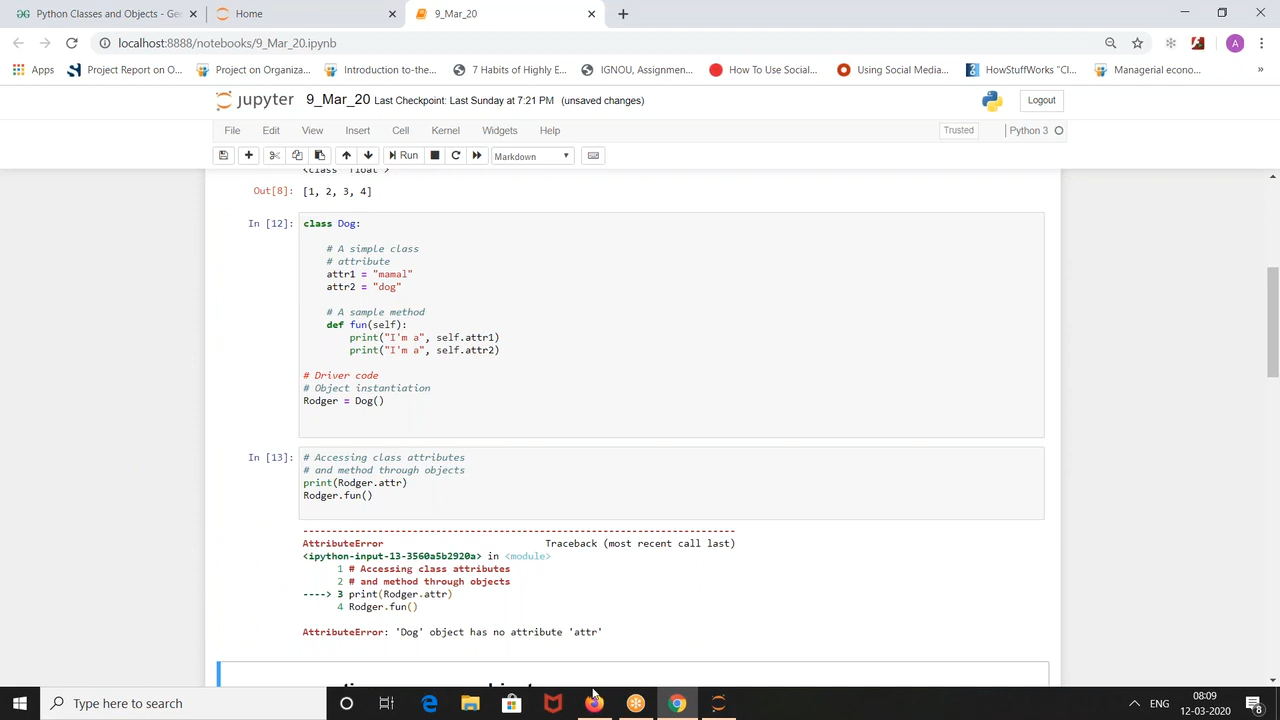 Python Classes and Objects - Gee
Home
9_Mar_20
localhost:8888/notebooks/9_Mar_20.ipynb
A
Apps
Project Report on O...
Project on Organiza...
Introduction-to-the...
7 Habits of Highly E...
IGNOU, Assignmen...
How To Use Social...
Using Social Media...
HowStuffWorks "Cl...
Managerial econo...
»
jupyter 9_Mar_20 Last Checkpoint: Last Sunday at 7:21 PM (unsaved changes)
Logout
File Edit View Insert Cell Kernel Widgets Help
Trusted
Python 3
Run
Markdown
<class 'float'>
Out[8]: [1, 2, 3, 4]
In [12]: class Dog:
# A simple class
# attribute
attr1 = "mamal"
attr2 = "dog"
# A sample method
def fun(self):
print("I'm a", self.attr1)
print("I'm a", self.attr2)
# Driver code
# Object instantiation
Rodger = Dog()
In [13]: # Accessing class attributes
# and method through objects
print(Rodger.attr)
Rodger.fun()
---------------------------------------------------------------------------
AttributeError Traceback (most recent call last)
<ipython-input-13-3560a5b2920a> in <module>
1 # Accessing class attributes
2 # and method through objects
----> 3 print(Rodger.attr)
4 Rodger.fun()
AttributeError: 'Dog' object has no attribute 'attr'
Type here to search
ENG
08:09
12-03-2020
8